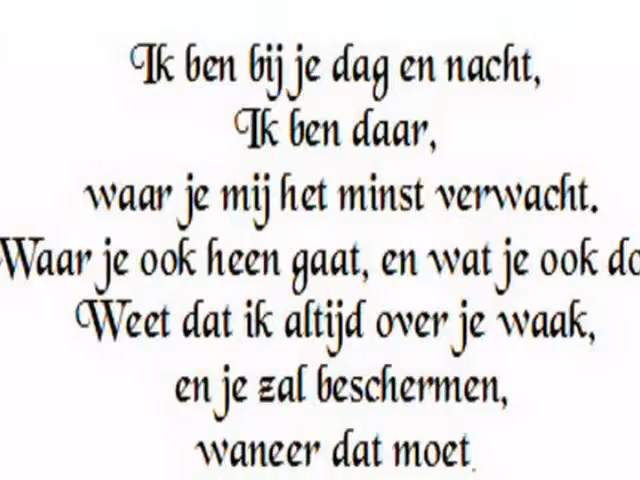 Ik ben bij je dag en nacht,
Ik ben daar,
waar je mij het minst verwacht.
Waar je ook heen gaat, en wat je ook do
Weet dat ik altijd over je waak,
en je zal beschermen,
waneer dat moet.